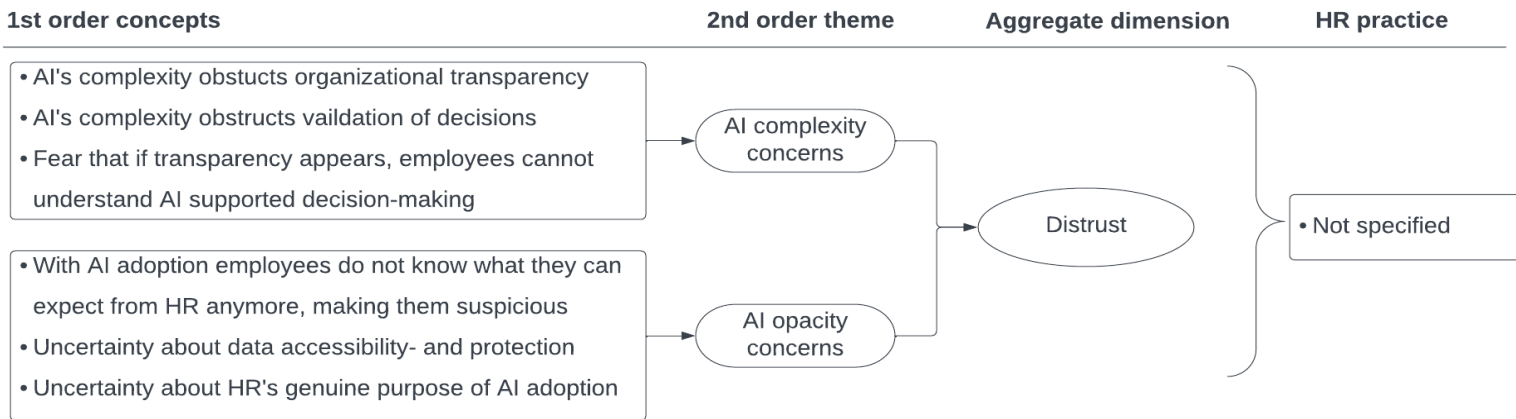 1st order concepts
2nd order theme
Aggregate dimension
HR practice
• AI's complexity obstucts organizational transparency
• AI's complexity obstructs vaildation of decisions
• Fear that if transparency appears, employees cannot
understand AI supported decision-making
AI complexity
concerns
• With AI adoption employees do not know what they can
expect from HR anymore, making them suspicious
• Uncertainty about data accessibility- and protection
• Uncertainty about HR's genuine purpose of AI adoption
AI opacity
concerns
Distrust
• Not specified